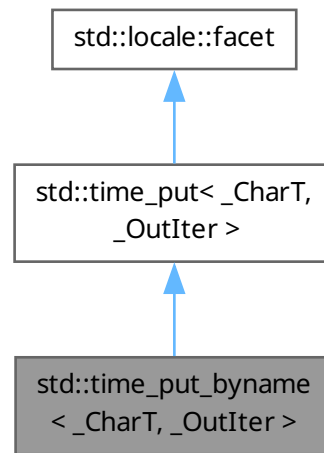 std::locale::facet
std::time_put< _CharT,
_OutIter >
std::time_put_byname
< _CharT, _OutIter >